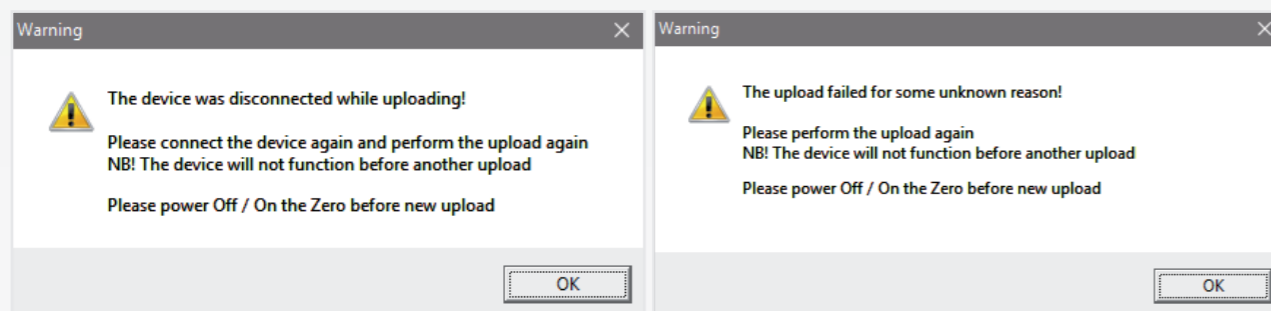 Warning
The device was disconnected while uploading!
Please connect the device again and perform the upload again
NB! The device will not function before another upload
Please power Off / On the Zero before new upload
OK
Warning
The upload failed for some unknown reason!
Please perform the upload again
NB! The device will not function before another upload
Please power Off / On the Zero before new upload
OK